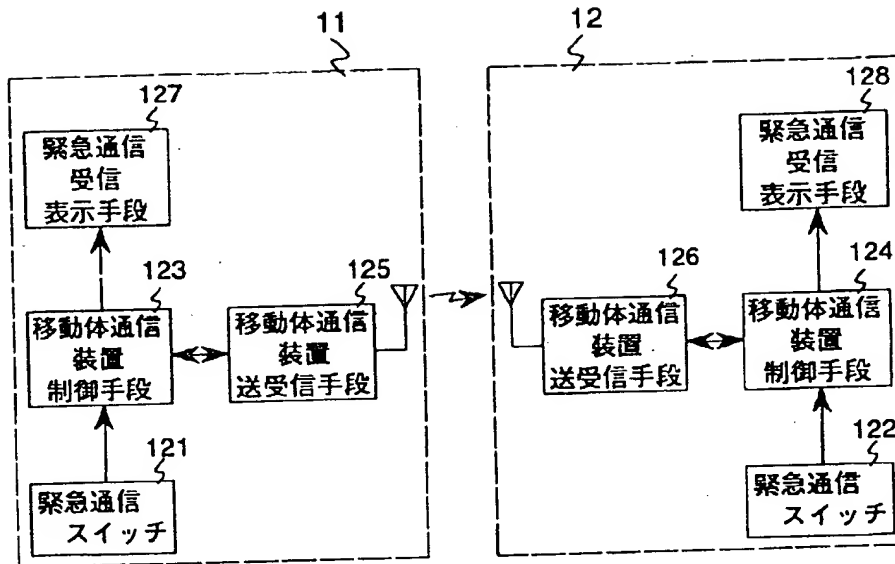 11
12
127
緊急通信
受信
表示手段
128
緊急通信
受信
表示手段
123
移動体通信
装置
制御手段
125
移動体通信
装置
送受信手段
126
移動体通信
装置
送受信手段
124
移動体通信
装置
制御手段
121
緊急通信
スイッチ
122
緊急通信
スイッチ